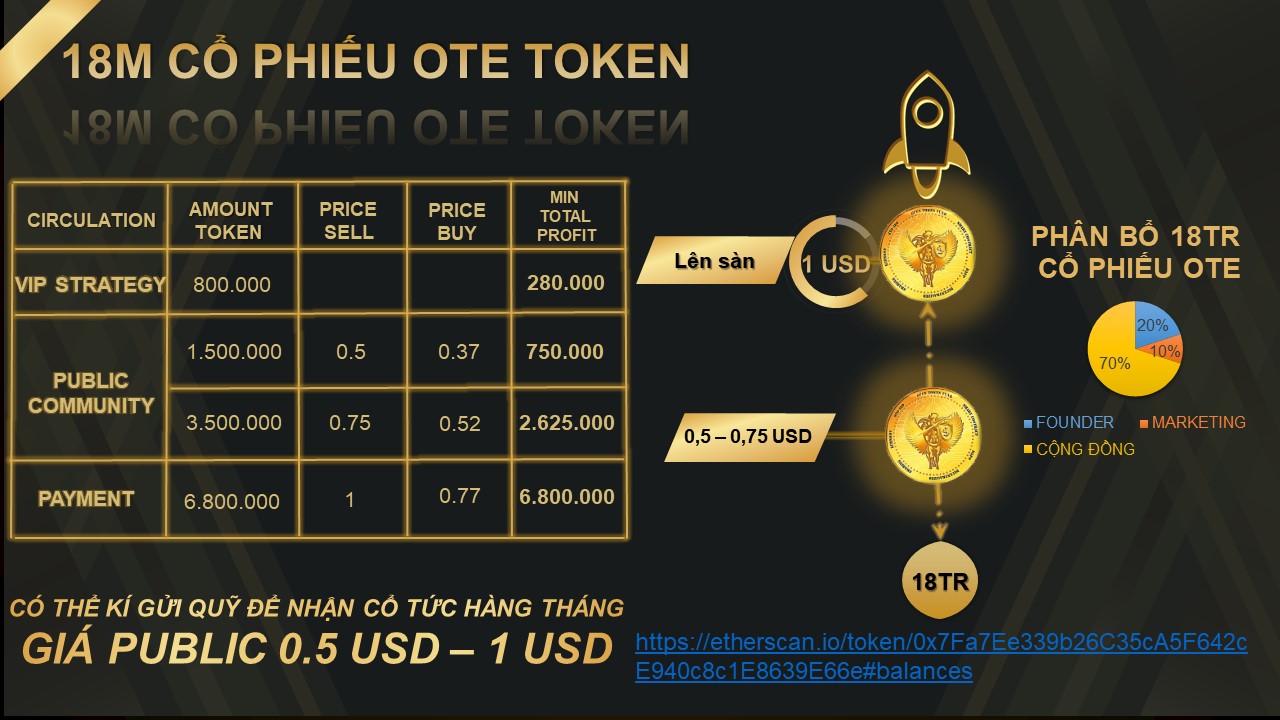 18M CỔ PHIẾU OTE TOKEN
CIRCULATION
AMOUNT
TOKEN
PRICE
SELL
PRICE
BUY
MIN
TOTAL
PROFIT
VIP STRATEGY
800.000
280.000
PUBLIC
COMMUNITY
1.500.000
0.5
0.37
750.000
3.500.000
0.75
0.52
2.625.000
PAYMENT
6.800.000
1
0.77
6.800.000
CÓ THỂ KÍ GỬI QUỸ ĐỂ NHẬN CỔ TỨC HÀNG THÁNG
GIÁ PUBLIC 0.5 USD – 1 USD
Lên sàn
1 USD
0,5 – 0,75 USD
18TR
PHÂN BỔ 18TR
CỔ PHIẾU OTE
20%
10%
70%
FOUNDER
MARKETING
CỘNG ĐỒNG
https://etherscan.io/token/0x7Fa7Ee339b26C35cA5F642c
E940c8c1E8639E66e#balances